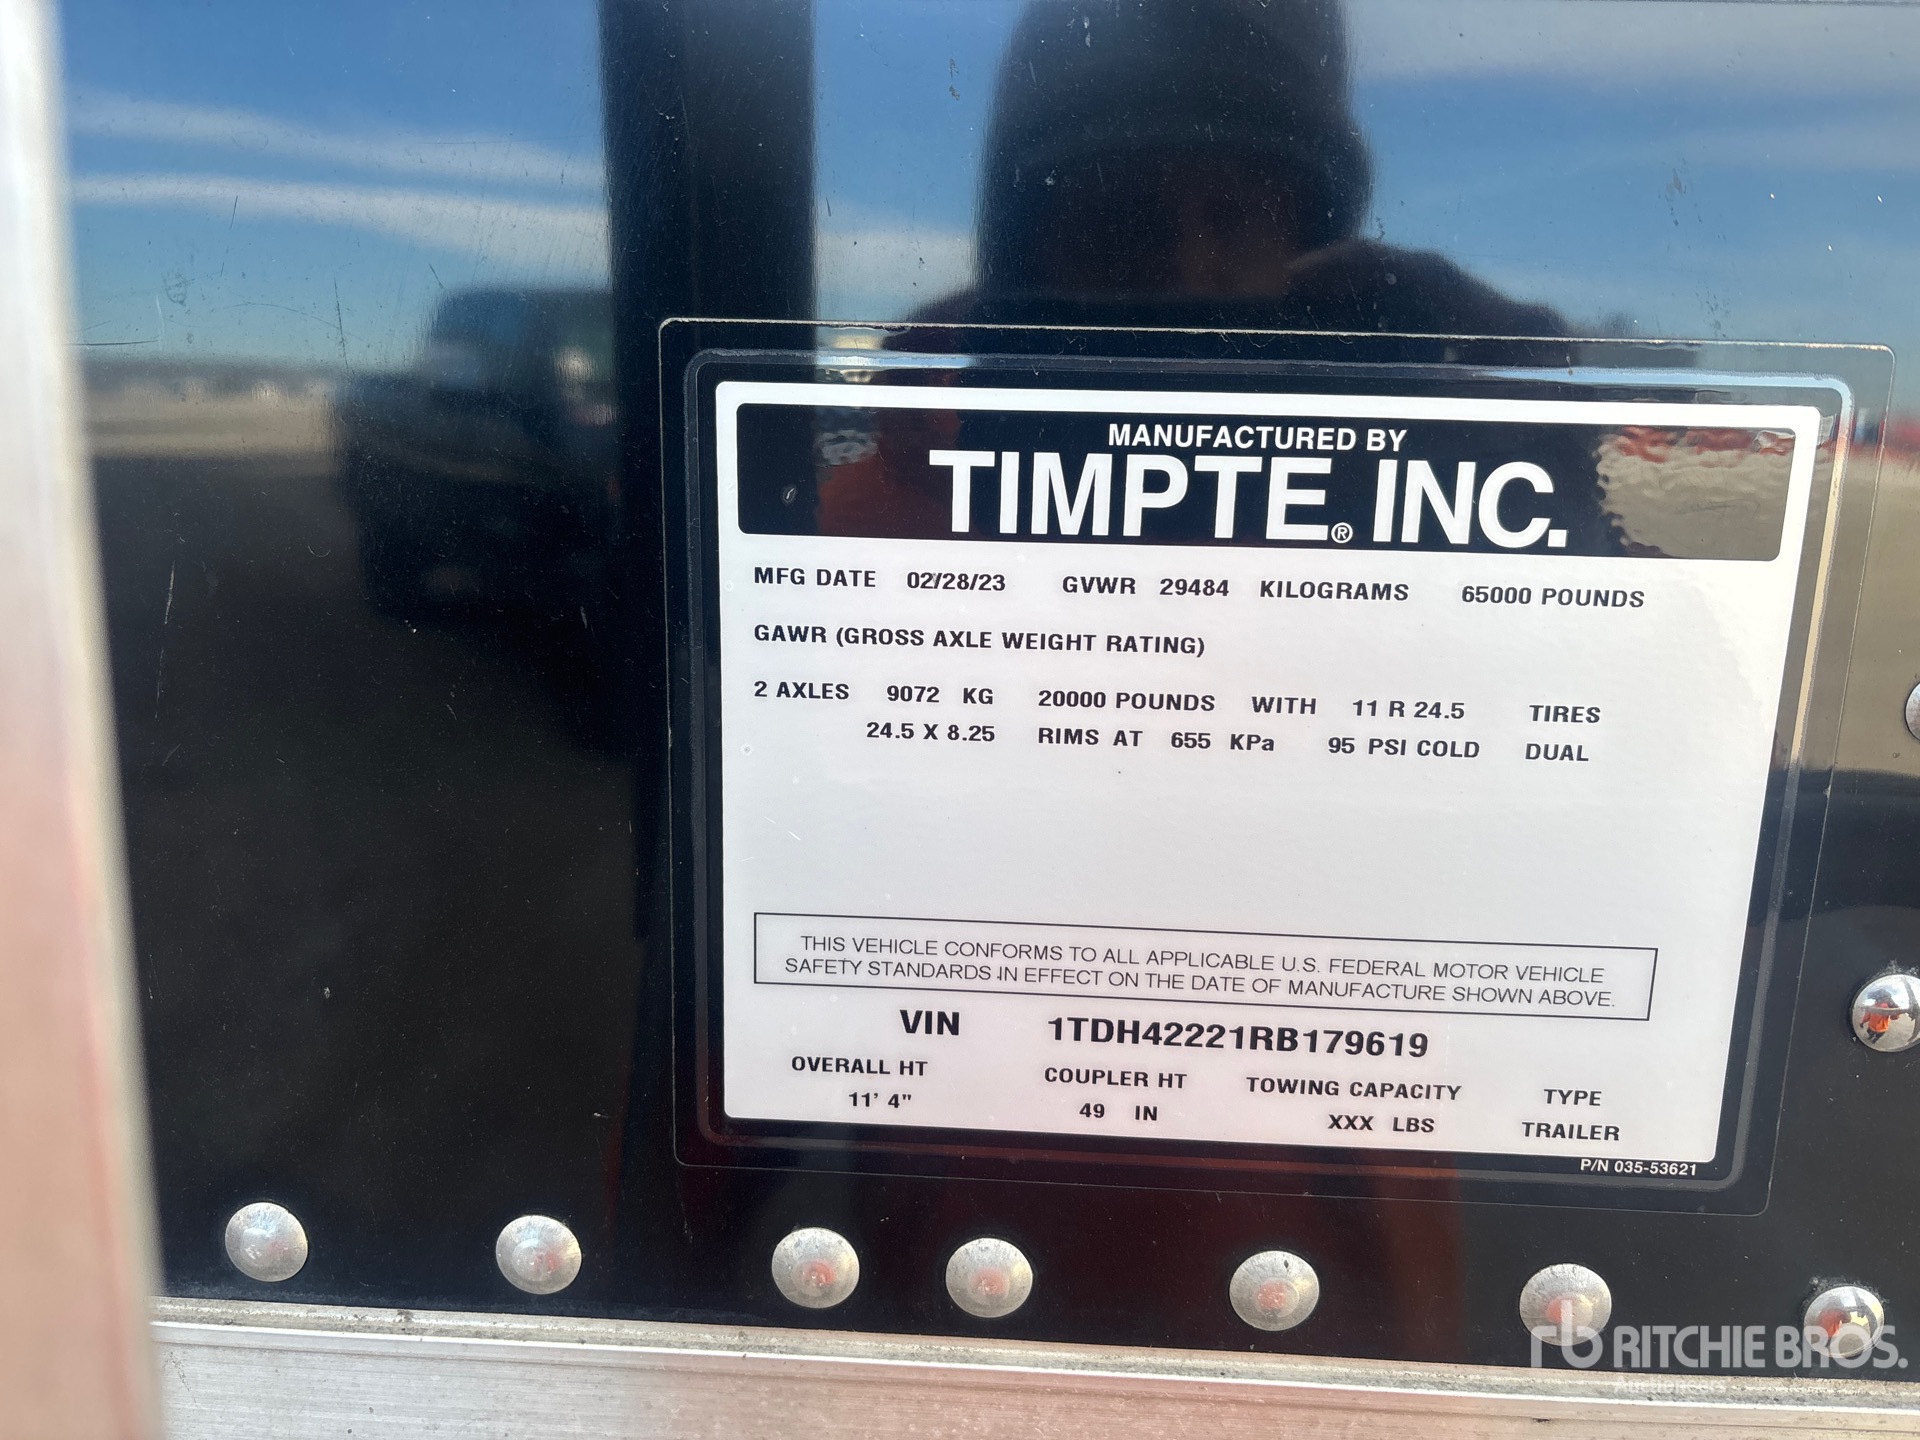 MANUFACTURED BY
TIMPTE® INC.
MFG DATE 02/28/23 GVWR 29484 KILOGRAMS 65000 POUNDS
GAWR (GROSS AXLE WEIGHT RATING)
2 AXLES 9072 KG 20000 POUNDS WITH 11 R 24.5 TIRES
24.5 X 8.25 RIMS AT 655 KPa 95 PSI COLD DUAL
THIS VEHICLE CONFORMS TO ALL APPLICABLE U.S. FEDERAL MOTOR VEHICLE
SAFETY STANDARDS IN EFFECT ON THE DATE OF MANUFACTURE SHOWN ABOVE.
VIN 1TDH42221RB179619
OVERALL HT COUPLER HT TOWING CAPACITY TYPE
11' 4" 49 IN XXX LBS TRAILER
P/N 035-53621
rb RITCHIE BROS.
Auctioneers